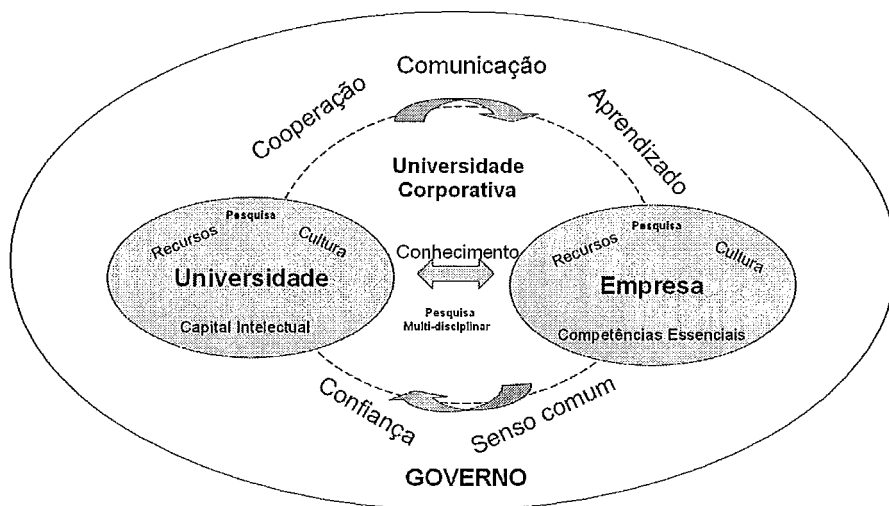 Comunicação
Cooperação
Aprendizado
Universidade
Corporativa
Pesquisa
Recursos
Cultura
Universidade
Capital Intelectual
Conhecimento
Pesquisa
Multi-disciplinar
Pesquisa
Recursos
Cultura
Empresa
Competências Essenciais
Confiança
Senso comum
GOVERNO